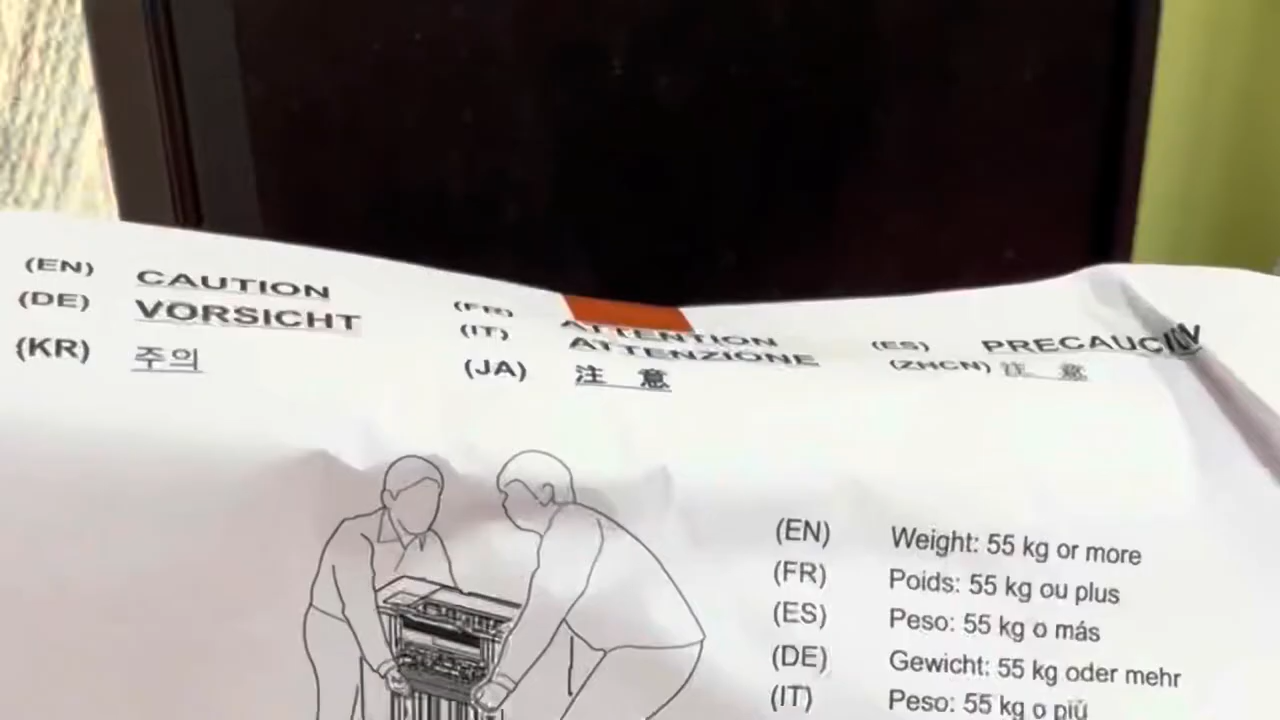 (EN) CAUTION
(DE) VORSICHT
(KR) 주의
(FR) ATTENTION
(IT) ATTENZIONE
(JA) 注 意
(ES)
(ZHCN) 注 意
(EN) Weight: 55 kg or more
(FR) Poids: 55 kg ou plus
(ES) Peso: 55 kg o más
(DE) Gewicht: 55 kg oder mehr
(IT) Peso: 55 kg o più